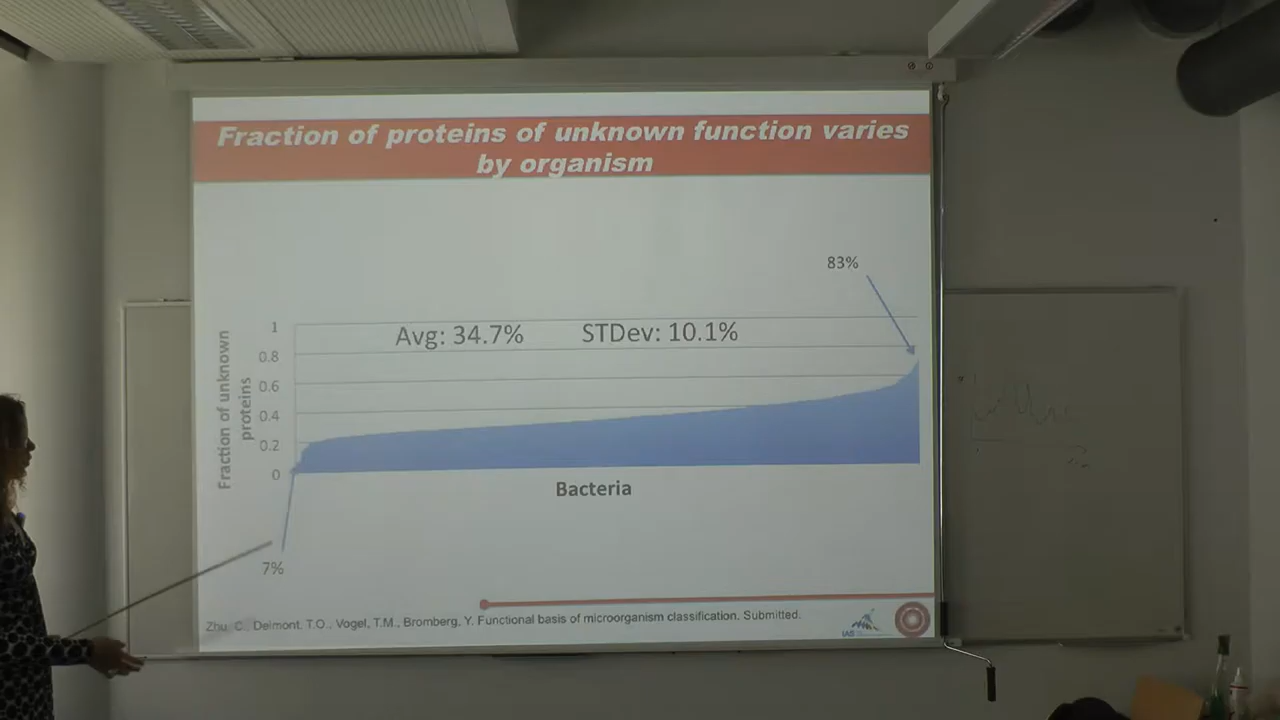 Fraction of proteins of unknown function varies
by organism
83%
Avg: 34.7% STDev: 10.1%
Fraction of unknown
proteins
1
0.8
0.6
0.4
0.2
0
Bacteria
7%
Zhu, C., Delmont, T.O., Vogel, T.M., Bromberg, Y. Functional basis of microorganism classification. Submitted.
IAS